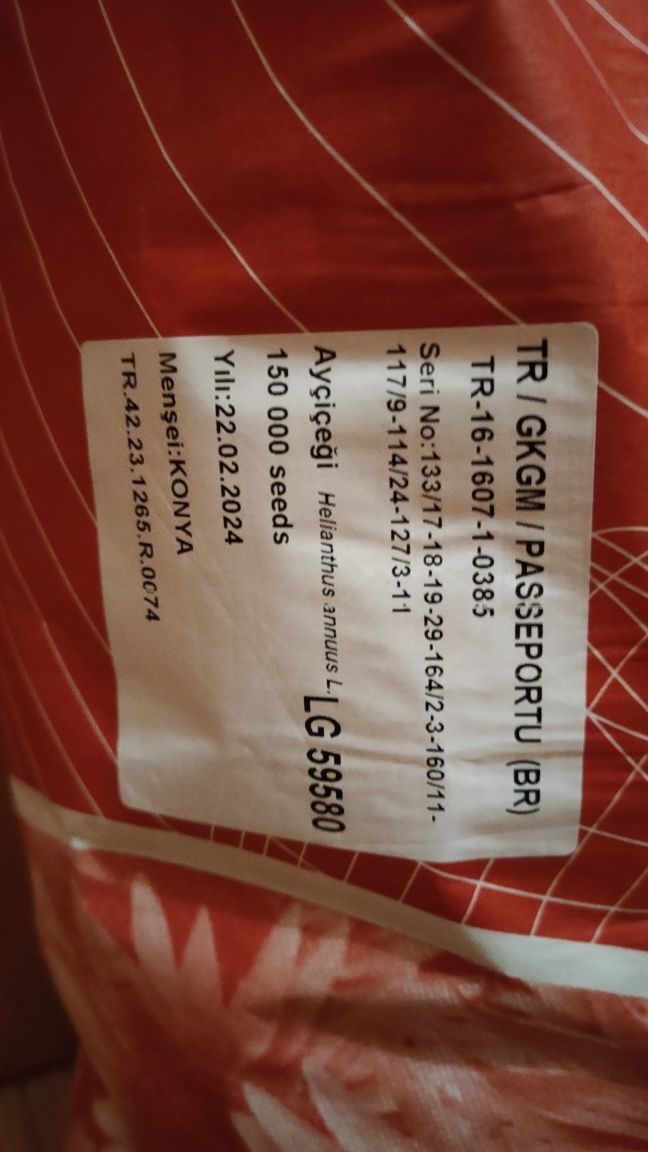 TR / GKGM / PASSEPORTU (BR)
TR-16-1607-1-0385
Seri No:133/17-18-19-29-164/2-3-160/11-
117/9-114/24-127/3-11
Ayçiçeği Helianthus annuus L. LG 59580
150 000 seeds
Yılı:22.02.2024
Menşei:KONYA
TR.42.23.1265.R.0074